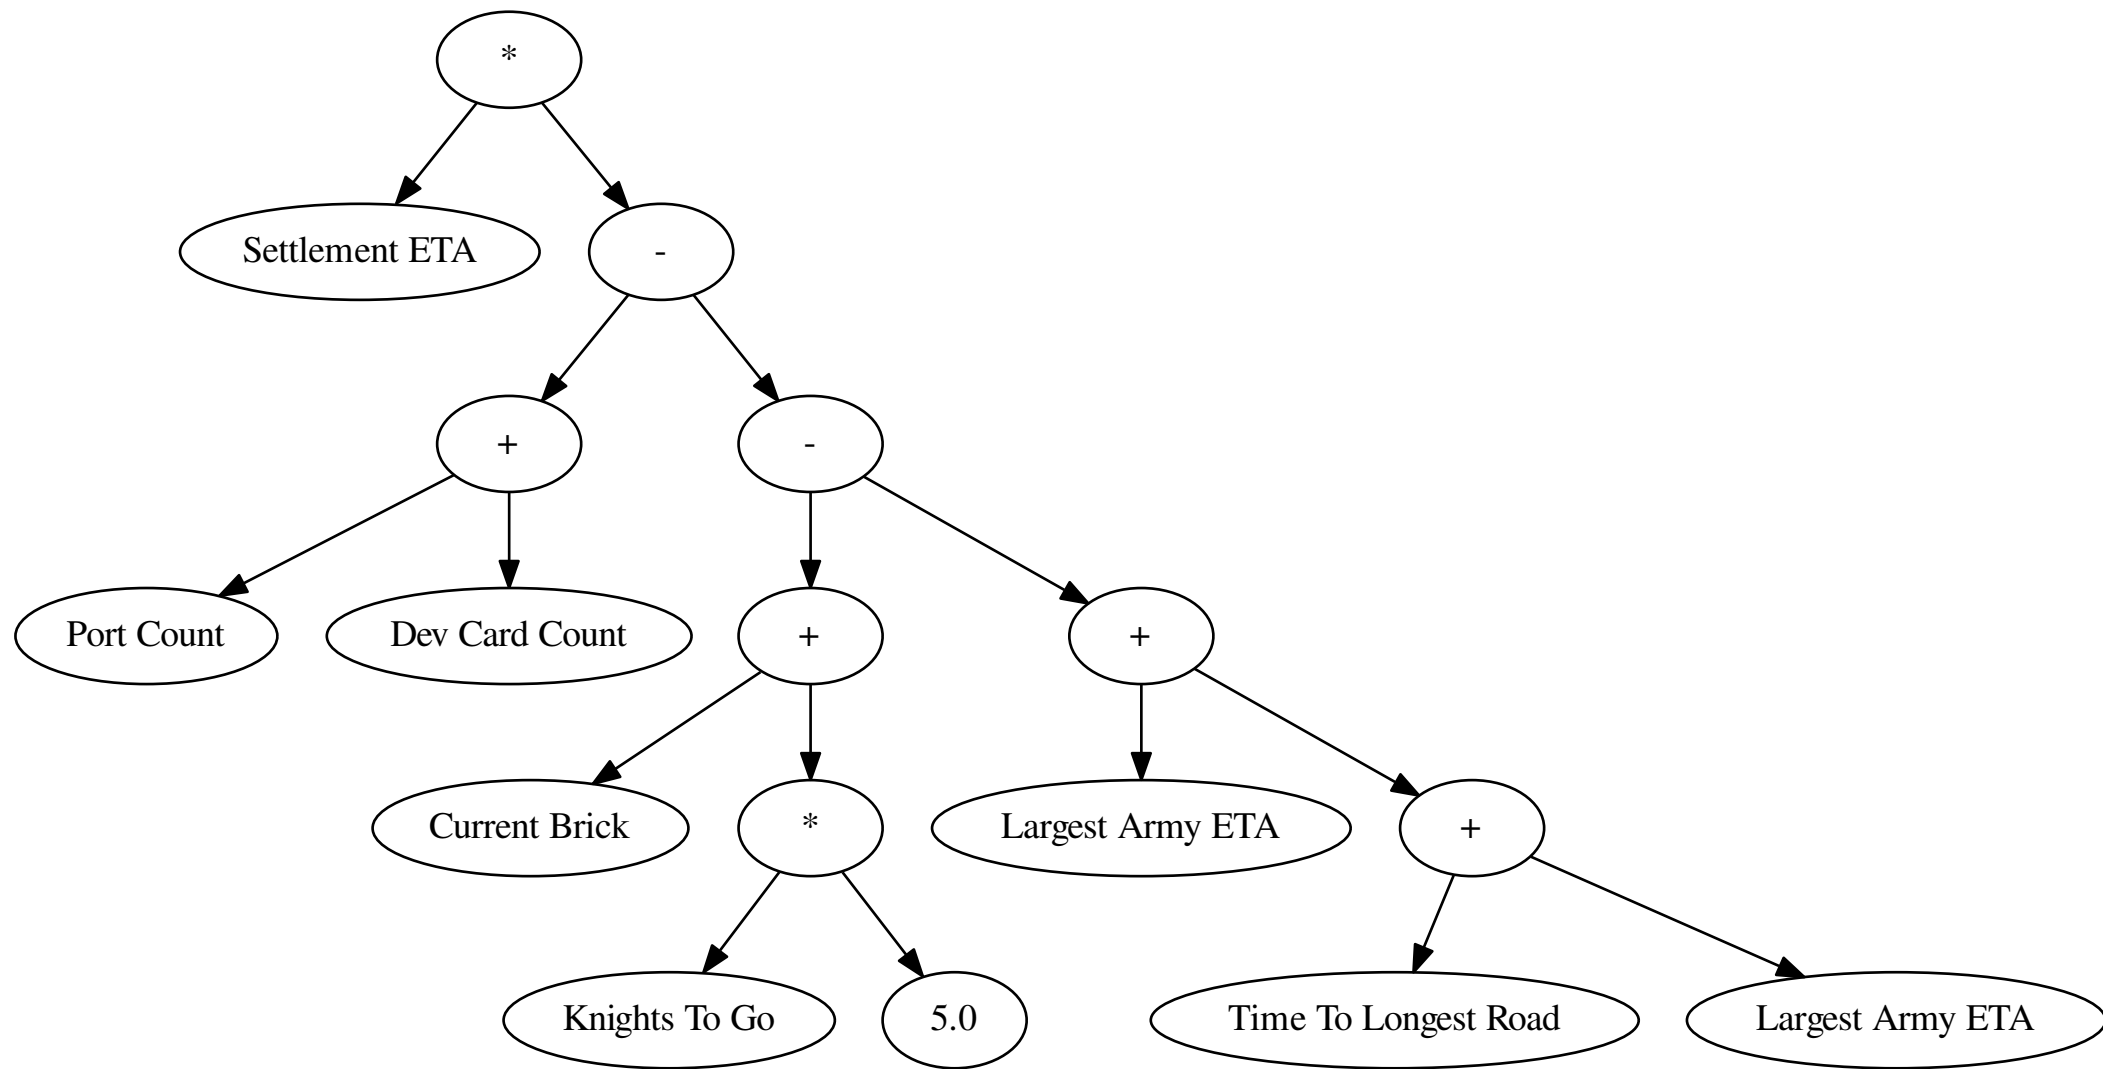 *
Settlement ETA
-
+
-
Port Count
Dev Card Count
+
+
Current Brick
*
Largest Army ETA
+
Knights To Go
5.0
Time To Longest Road
Largest Army ETA